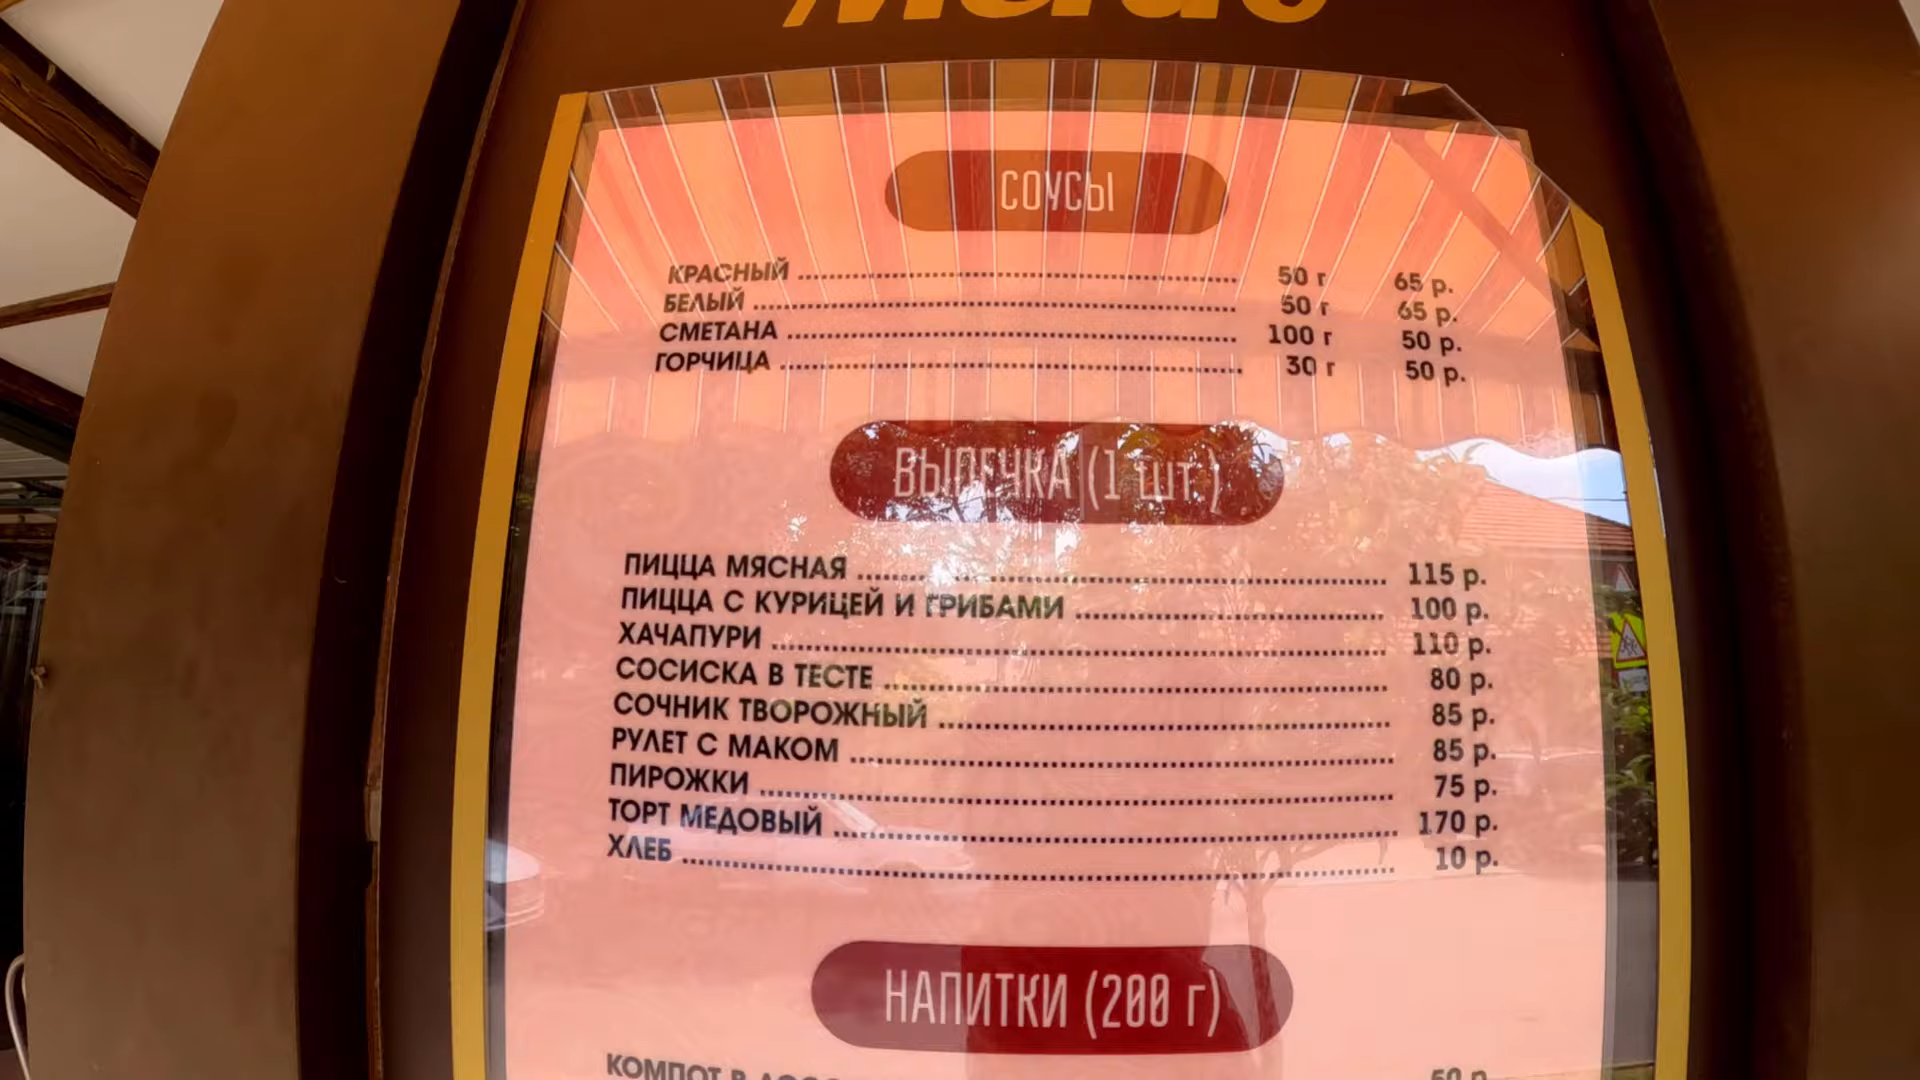 Меню
СОУСЫ
КРАСНЫЙ 50 г 65 р.
БЕЛЫЙ 50 г 65 р.
СМЕТАНА 100 г 50 р.
ГОРЧИЦА 30 г 50 р.
ВЫПЕЧКА (1 шт.)
ПИЦЦА МЯСНАЯ 115 р.
ПИЦЦА С КУРИЦЕЙ И ГРИБАМИ 100 р.
ХАЧАПУРИ 110 р.
СОСИСКА В ТЕСТЕ 80 р.
СОЧНИК ТВОРОЖНЫЙ 85 р.
РУЛЕТ С МАКОМ 85 р.
ПИРОЖКИ 75 р.
ТОРТ МЕДОВЫЙ 170 р.
ХЛЕБ 10 р.
НАПИТКИ (200 г)
КОМПОТ В 50 р.